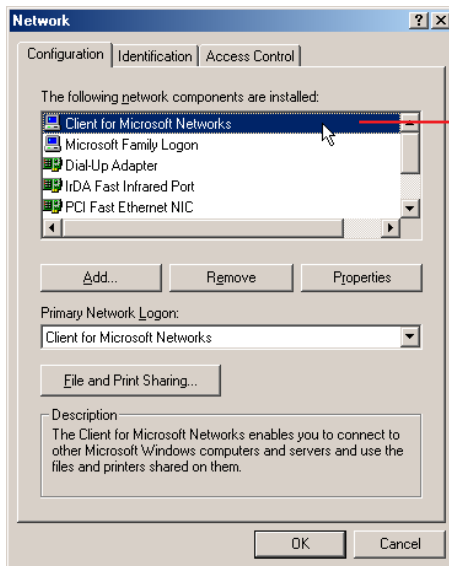 Network
Configuration Identification Access Control
The following network components are installed:
Client for Microsoft Networks
Microsoft Family Logon
Dial-Up Adapter
IrDA Fast Infrared Port
PCI Fast Ethernet NIC
Add... Remove Properties
Primary Network Logon:
Client for Microsoft Networks
File and Print Sharing...
Description
The Client for Microsoft Networks enables you to connect to
other Microsoft Windows computers and servers and use the
files and printers shared on them.
OK Cancel